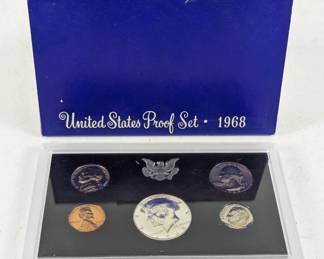 United States Proof Set · 1968